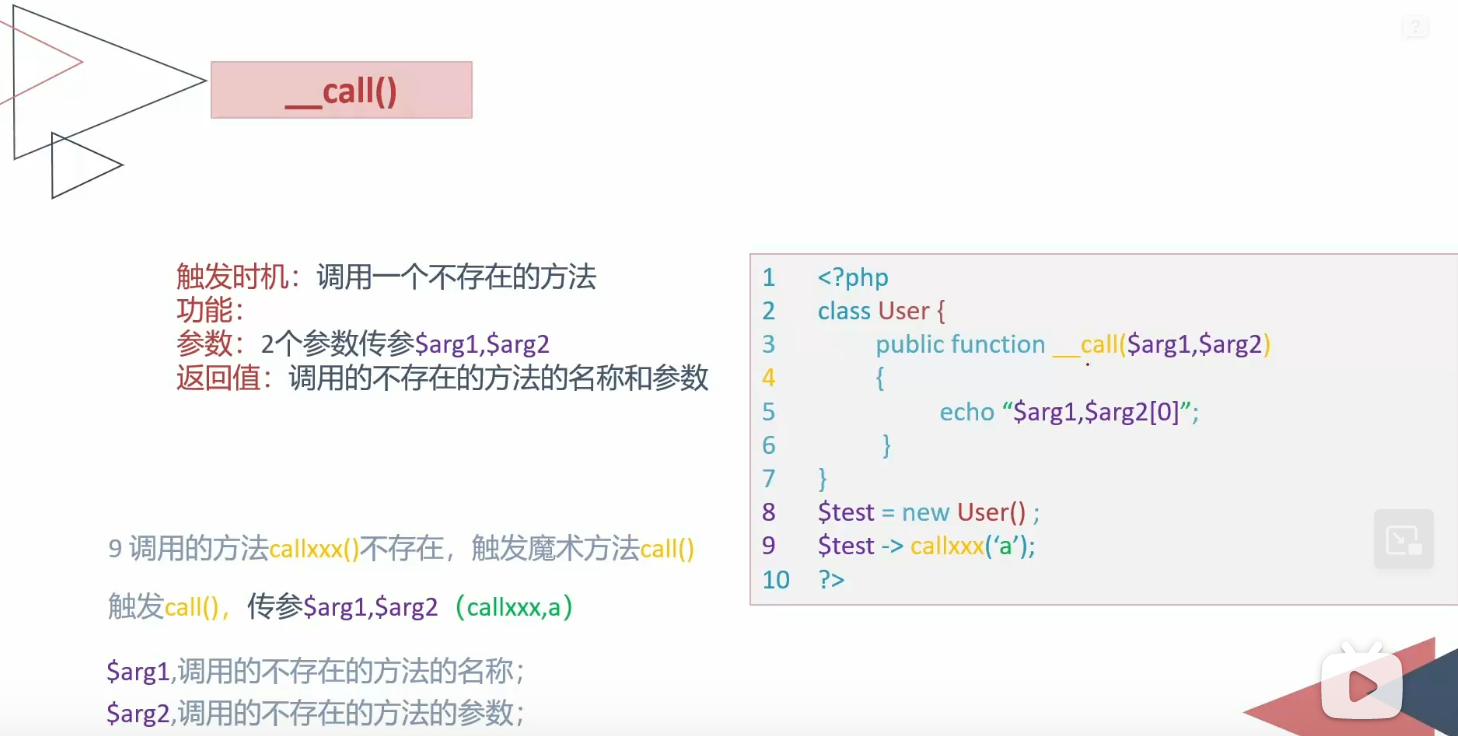 __call()
触发时机：调用一个不存在的方法
功能：
参数：2个参数传参$arg1,$arg2
返回值：调用的不存在的方法的名称和参数
9 调用的方法callxxx()不存在，触发魔术方法call()
触发call()，传参$arg1,$arg2（callxxx,a）
$arg1,调用的不存在的方法的名称；
$arg2,调用的不存在的方法的参数；
1 <?php
2 class User {
3 public function __call($arg1,$arg2)
4 {
5 echo “$arg1,$arg2[0]”;
6 }
7 }
8 $test = new User() ;
9 $test -> callxxx(‘a’);
10 ?>